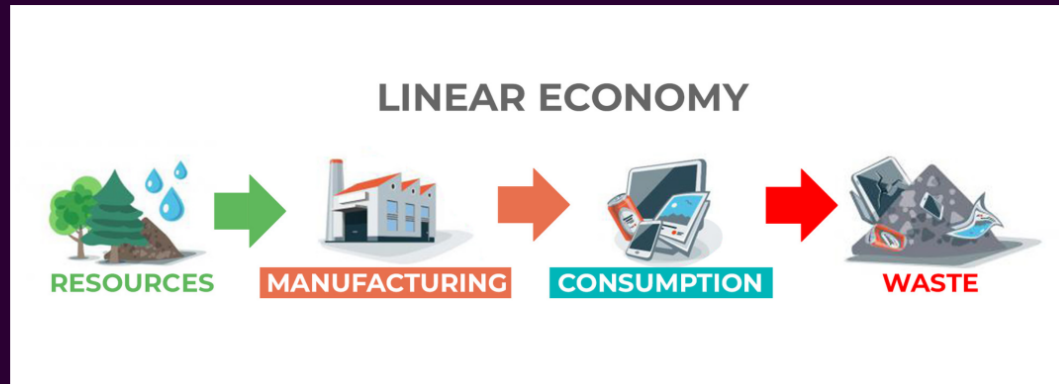 LINEAR ECONOMY
RESOURCES
MANUFACTURING
CONSUMPTION
WASTE